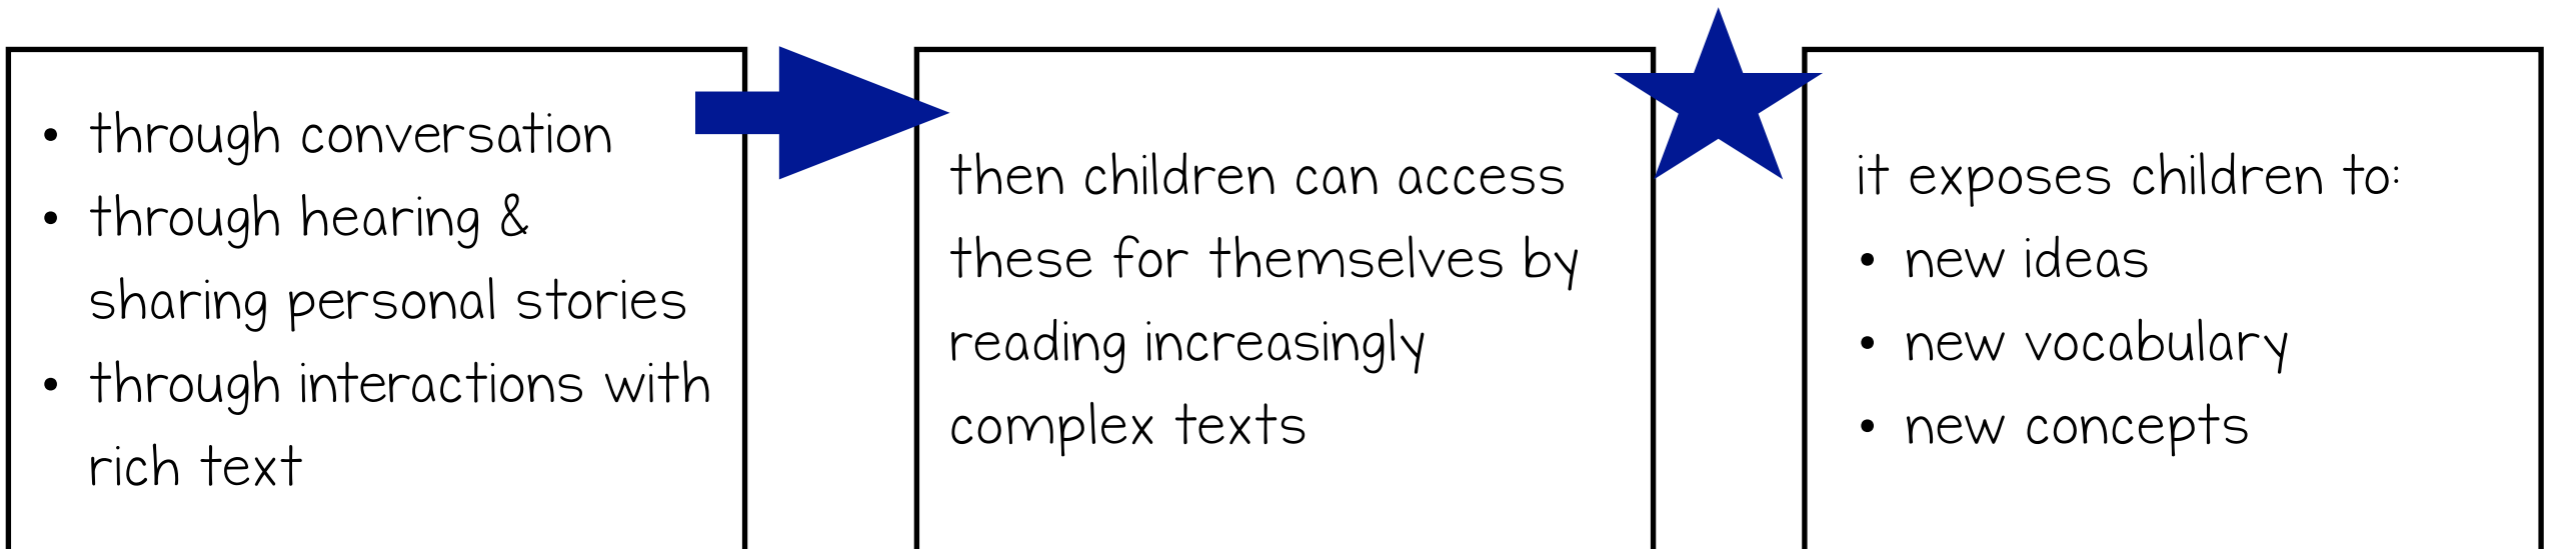 • through conversation
• through hearing &
sharing personal stories
• through interactions with
rich text
then children can access
these for themselves by
reading increasingly
complex texts
it exposes children to:
• new ideas
• new vocabulary
• new concepts